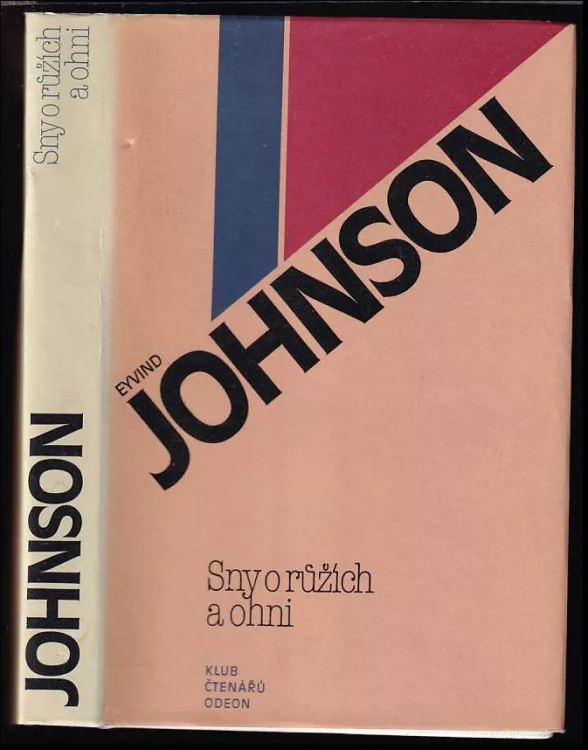 Sny o růžích
a ohni
JOHNSON
EYVIND
JOHNSON
Sny o růžích
a ohni
KLUB
ČTENÁŘŮ
ODEON